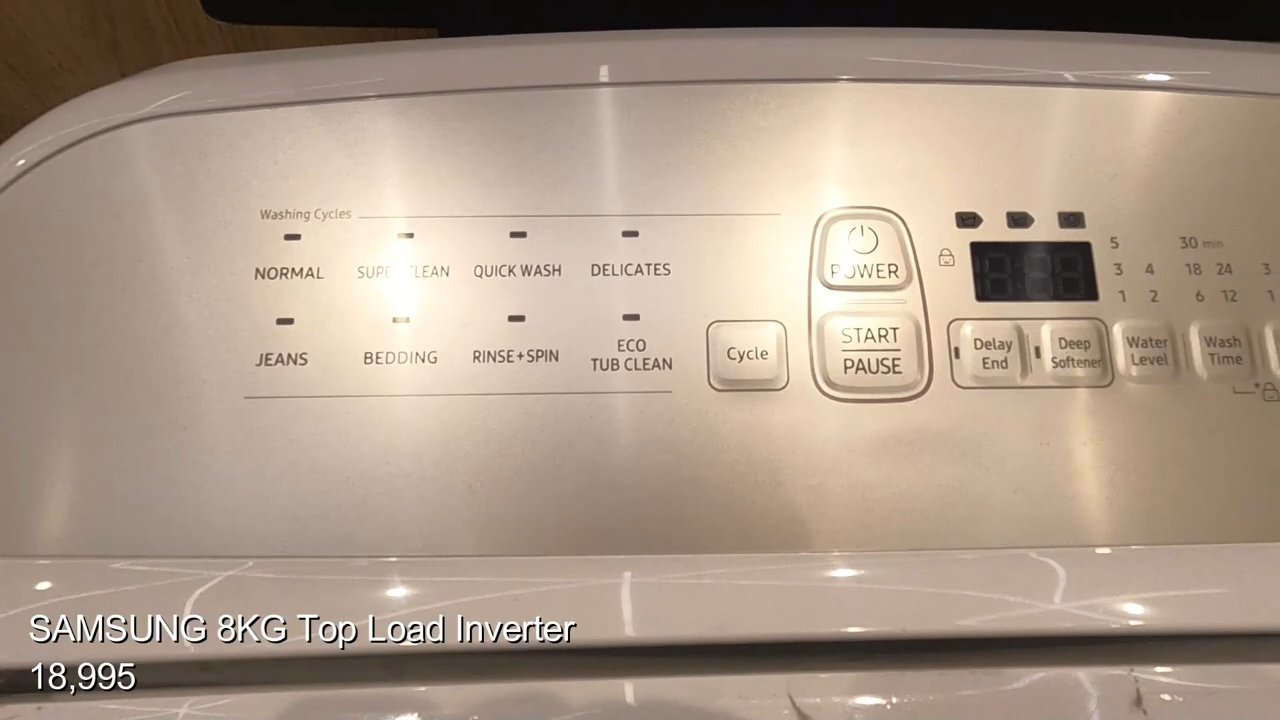 Washing Cycles
NORMAL SUPER CLEAN QUICK WASH DELICATES
JEANS BEDDING RINSE+SPIN ECO TUB CLEAN
Cycle
POWER
START
PAUSE
5 30 min
3 4 18 24 3
1 2 6 12 1
Delay End
Deep Softener
Water Level
Wash Time
SAMSUNG 8KG Top Load Inverter
18,995